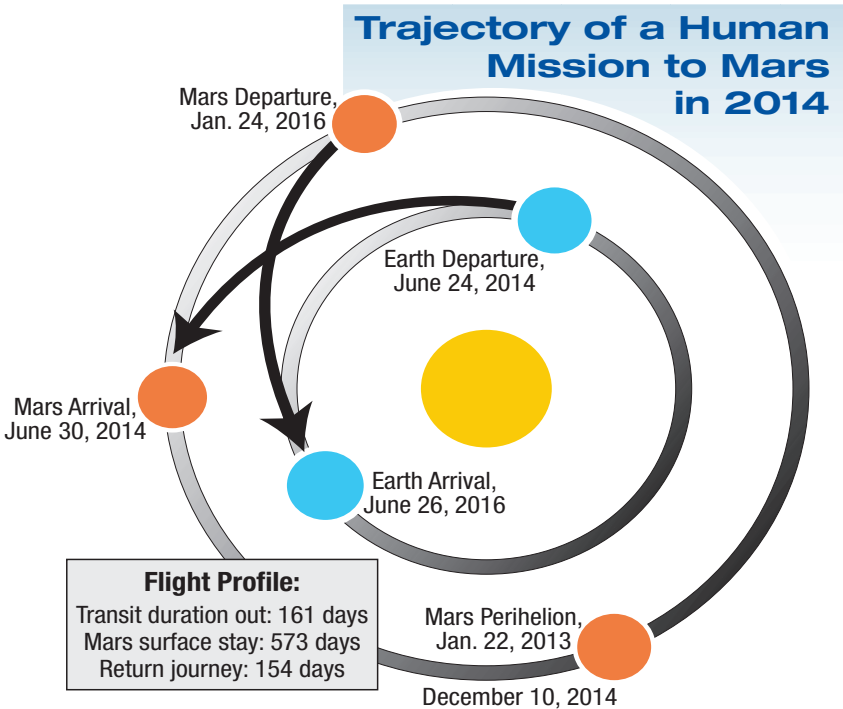 Trajectory of a Human
Mission to Mars
in 2014
Mars Departure,
Jan. 24, 2016
Earth Departure,
June 24, 2014
Mars Arrival,
June 30, 2014
Earth Arrival,
June 26, 2016
Flight Profile:
Transit duration out: 161 days
Mars surface stay: 573 days
Return journey: 154 days
Mars Perihelion,
Jan. 22, 2013
December 10, 2014